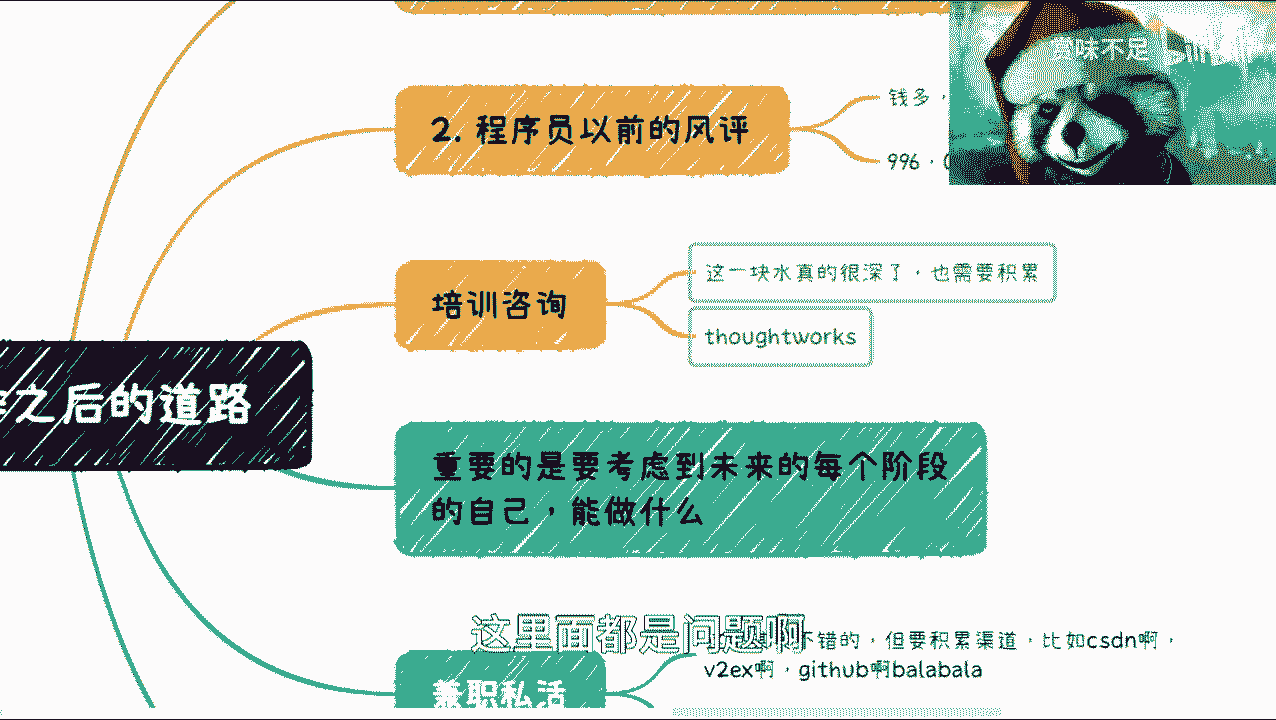 味不足
2. 程序员以前的风评
钱多，
996，
培训咨询
这一块水真的很深了，也需要积累
thoughtworks
之后的道路
重要的是要考虑到未来的每个阶段
的自己，能做什么
这里面都是问题啊
不错的，但要积累渠道，比如csdn啊，
v2ex啊，github啊balabala
兼职私活